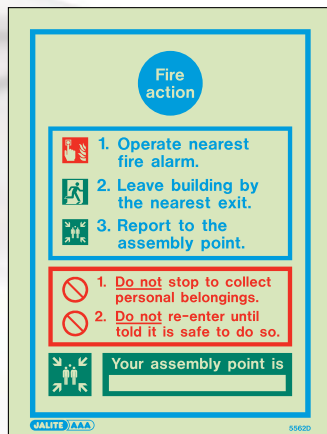 Fire
action
1. Operate nearest
fire alarm.
2. Leave building by
the nearest exit.
3. Report to the
assembly point.
1. Do not stop to collect
personal belongings.
2. Do not re-enter until
told it is safe to do so.
Your assembly point is
JALITE AAA
5562D